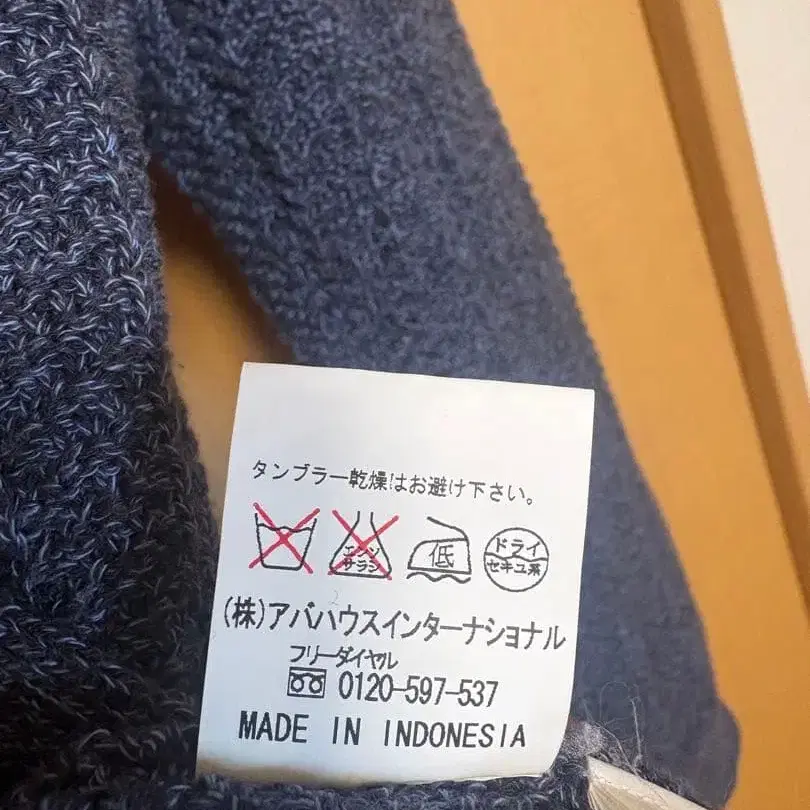 タンブラー乾燥はお避け下さい。
エンソ サラシ 低 ドライ セキユ系
(株)アバハウスインターナショナル
フリーダイヤル
0120-597-537
MADE IN INDONESIA